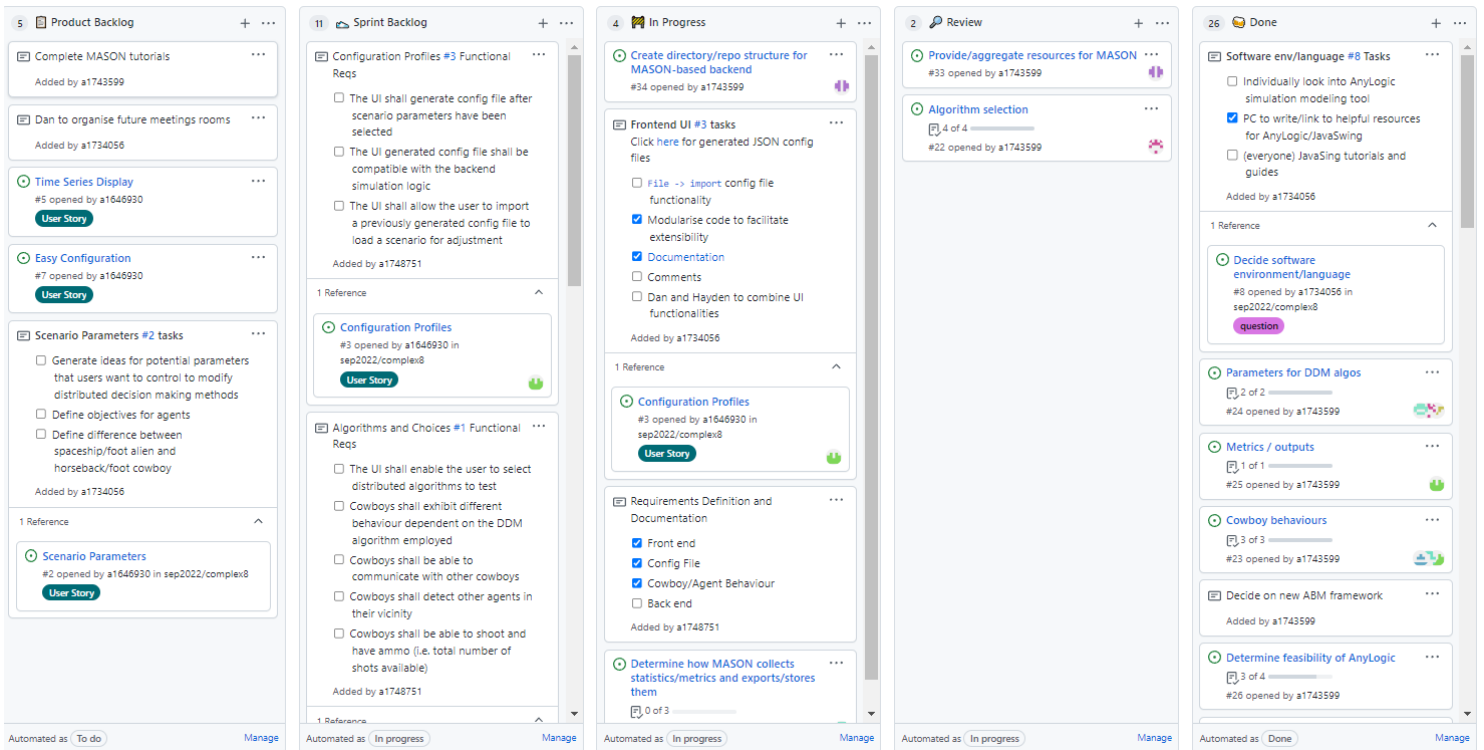 5 Product Backlog
Complete MASON tutorials
Added by a1743599
Dan to organise future meetings rooms
Added by a1734056
Time Series Display
#5 opened by a1646930
User Story
Easy Configuration
#7 opened by a1646930
User Story
Scenario Parameters #2 tasks
Generate ideas for potential parameters
that users want to control to modify
distributed decision making methods
Define objectives for agents
Define difference between
spaceship/foot alien and
horseback/foot cowboy
Added by a1734056
1 Reference
Scenario Parameters
#2 opened by a1646930 in sep2022/complex8
User Story
Automated as To do Manage
11 Sprint Backlog
Configuration Profiles #3 Functional
Reqs
The UI shall generate config file after
scenario parameters have been
selected
The UI generated config file shall be
compatible with the backend
simulation logic
The UI shall allow the user to import
a previously generated config file to
load a scenario for adjustment
Added by a1748751
1 Reference
Configuration Profiles
#3 opened by a1646930 in
sep2022/complex8
User Story
Algorithms and Choices #1 Functional
Reqs
The UI shall enable the user to select
distributed algorithms to test
Cowboys shall exhibit different
behaviour dependent on the DDM
algorithm employed
Cowboys shall be able to
communicate with other cowboys
Cowboys shall detect other agents in
their vicinity
Cowboys shall be able to shoot and
have ammo (i.e. total number of
shots available)
Added by a1748751
1 Reference
Automated as In progress Manage
4 In Progress
Create directory/repo structure for
MASON-based backend
#34 opened by a1743599
Frontend UI #3 tasks
Click here for generated JSON config
files
File -> import config file
functionality
Modularise code to facilitate
extensibility
Documentation
Comments
Dan and Hayden to combine UI
functionalities
Added by a1734056
1 Reference
Configuration Profiles
#3 opened by a1646930 in
sep2022/complex8
User Story
Requirements Definition and
Documentation
Front end
Config File
Cowboy/Agent Behaviour
Back end
Added by a1748751
Determine how MASON collects
statistics/metrics and exports/stores
them
0 of 3
Automated as In progress Manage
2 Review
Provide/aggregate resources for MASON
#33 opened by a1743599
Algorithm selection
4 of 4
#22 opened by a1743599
Automated as In progress Manage
26 Done
Software env/language #8 Tasks
Individually look into AnyLogic
simulation modeling tool
PC to write/link to helpful resources
for AnyLogic/JavaSwing
(everyone) JavaSing tutorials and
guides
Added by a1734056
1 Reference
Decide software
environment/language
#8 opened by a1734056 in
sep2022/complex8
question
Parameters for DDM algos
2 of 2
#24 opened by a1743599
Metrics / outputs
1 of 1
#25 opened by a1743599
Cowboy behaviours
3 of 3
#23 opened by a1743599
Decide on new ABM framework
Added by a1743599
Determine feasibility of AnyLogic
3 of 4
#26 opened by a1743599
Automated as Done Manage